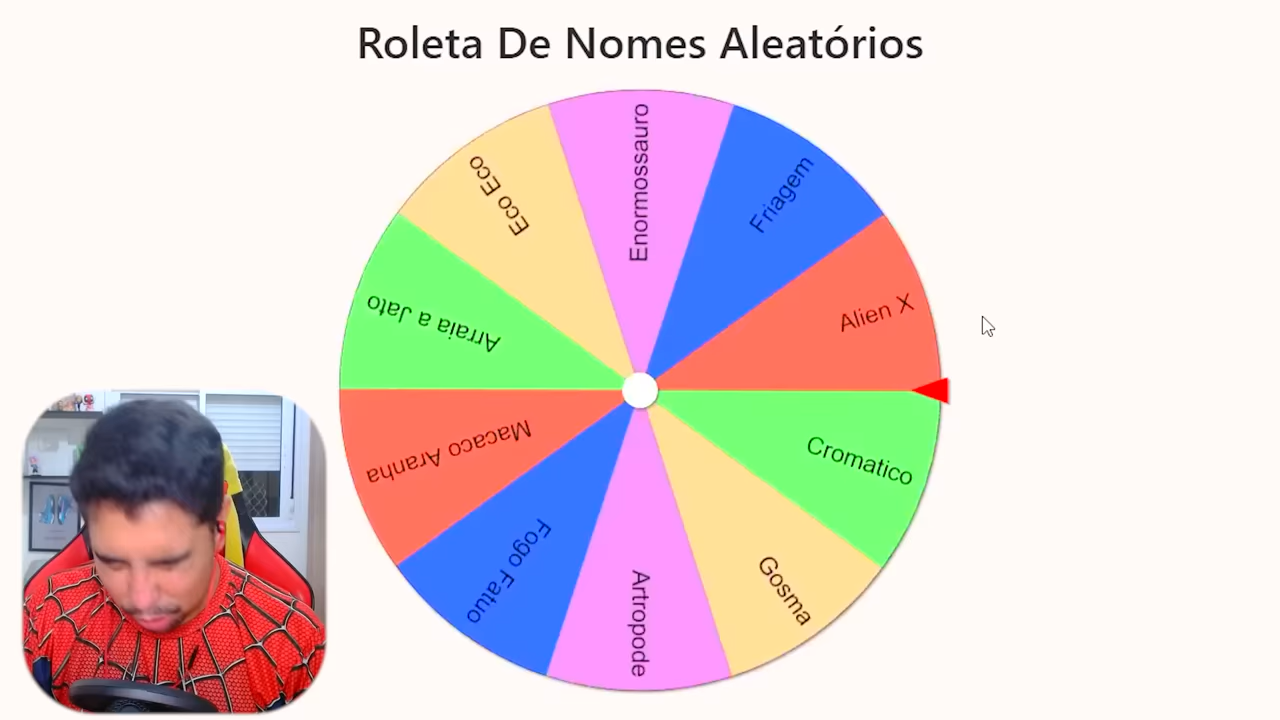 Roleta De Nomes Aleatórios
Enormossauro
Friagem
Alien X
Cromatico
Gosma
Artropode
Fogo Fatuo
Macaco Aranha
Arraia a Jato
Eco Eco